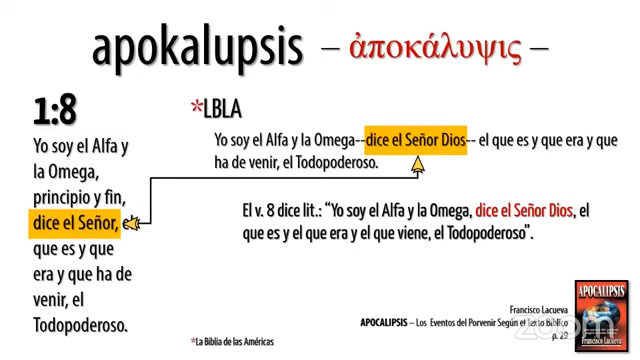 apokalupsis – ἀποκάλυψις –
1:8
Yo soy el Alfa y
la Omega,
principio y fin,
dice el Señor,
que es y que
era y que ha de
venir, el
Todopoderoso.
*LBLA
Yo soy el Alfa y la Omega--dice el Señor Dios-- el que es y que era y que
ha de venir, el Todopoderoso.
El v. 8 dice lit.: “Yo soy el Alfa y la Omega, dice el Señor Dios, el
que es y el que era y el que viene, el Todopoderoso”.
Francisco Lacueva
APOCALIPSIS – Los Eventos del Porvenir Según el Texto Bíblico
p. 29
*La Biblia de las Américas
APOCALIPSIS
Francisco Lacueva
zoom